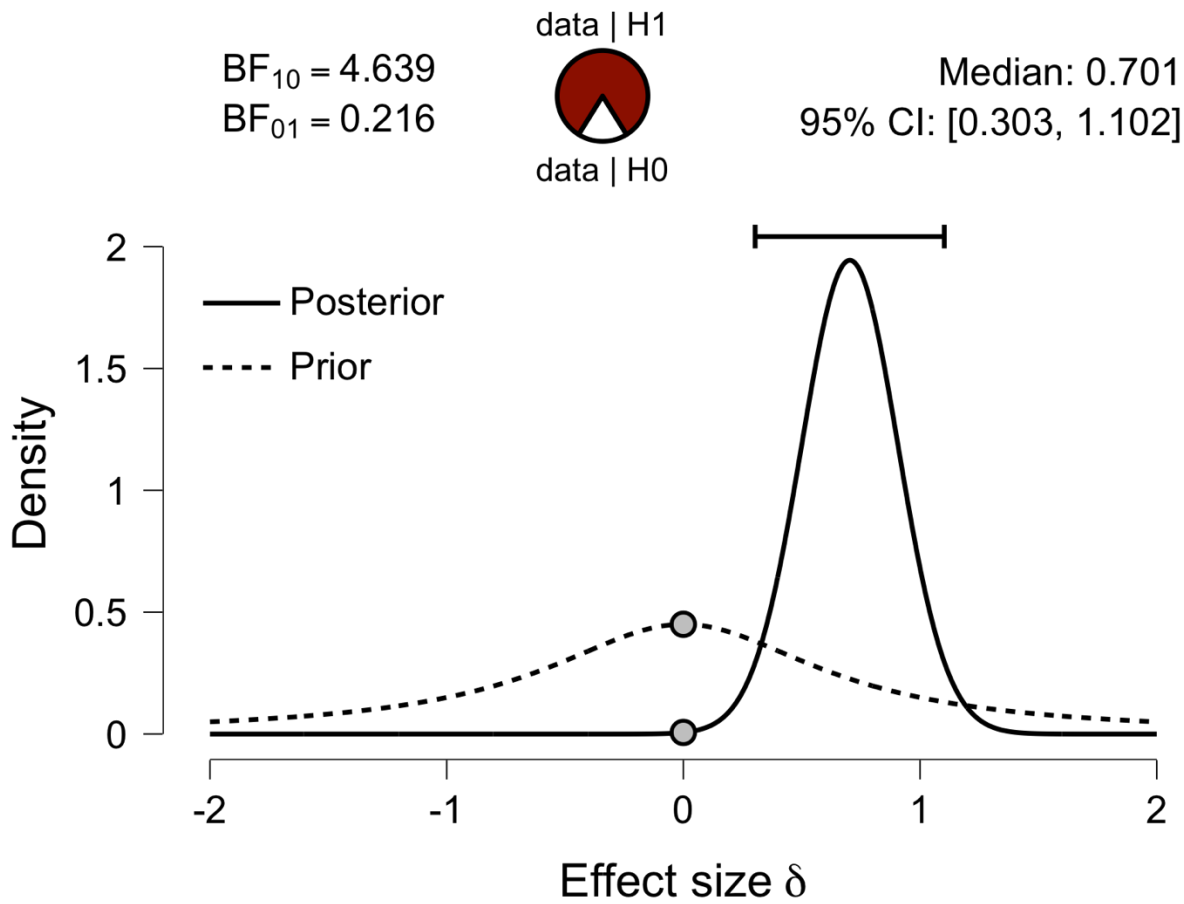 data | H1
BF₁₀ = 4.639
BF₀₁ = 0.216
data | H0
Median: 0.701
95% CI: [0.303, 1.102]
Posterior
Prior
Density
2
1.5
1
0.5
0
-2
-1
0
1
2
Effect size δ